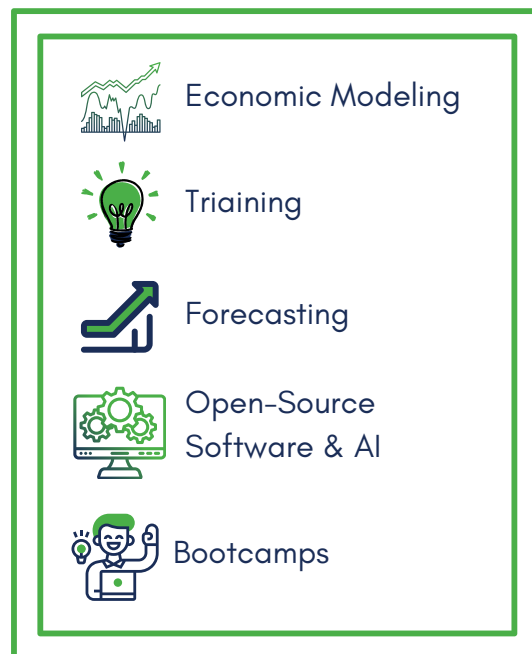 Economic Modeling
Triaining
Forecasting
Open-Source
Software & AI
Bootcamps